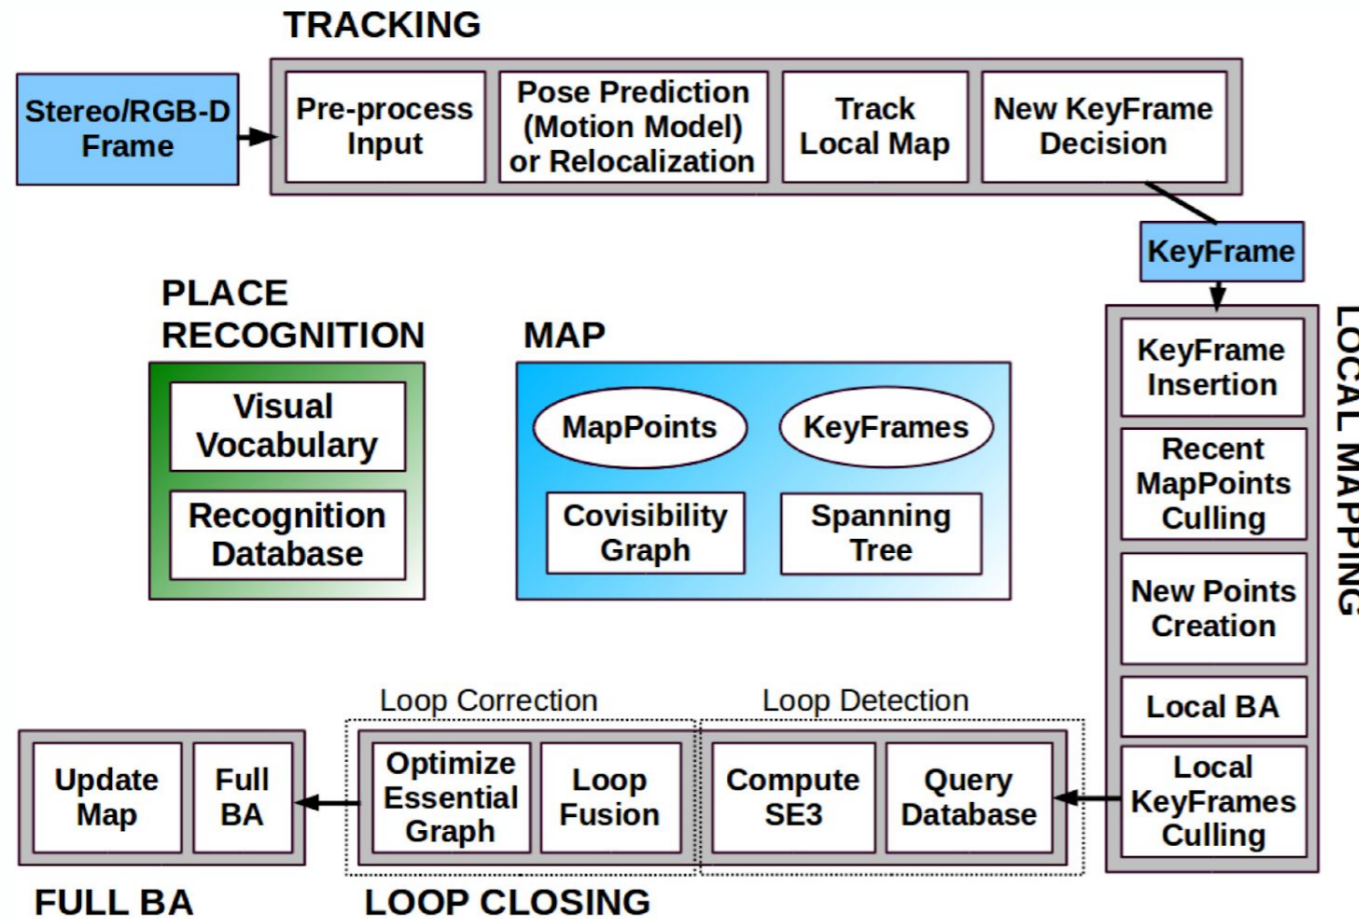 TRACKING
Stereo/RGB-D
Frame
Pre-process
Input
Pose Prediction
(Motion Model)
or Relocalization
Track
Local Map
New KeyFrame
Decision
KeyFrame
PLACE
RECOGNITION
Visual
Vocabulary
Recognition
Database
MAP
MapPoints
KeyFrames
Covisibility
Graph
Spanning
Tree
LOCAL MAPPING
KeyFrame
Insertion
Recent
MapPoints
Culling
New Points
Creation
Local BA
Local
KeyFrames
Culling
Loop Correction
Loop Detection
Update
Map
Full
BA
Optimize
Essential
Graph
Loop
Fusion
Compute
SE3
Query
Database
FULL BA
LOOP CLOSING